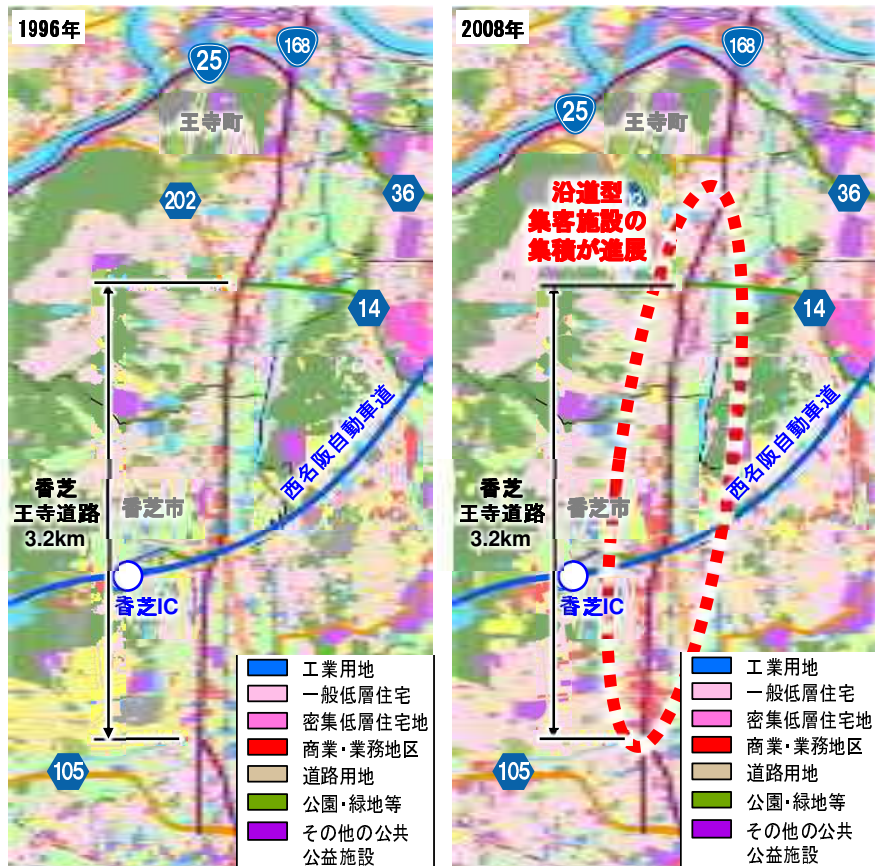 1996年
25
168
王寺町
202
36
14
西名阪自動車道
香芝
王寺道路
3.2km
香芝市
香芝IC
105
工業用地
一般低層住宅
密集低層住宅地
商業・業務地区
道路用地
公園・緑地等
その他の公共
公益施設
2008年
168
25
王寺町
沿道型
集客施設の
集積が進展
36
14
西名阪自動車道
香芝
王寺道路
3.2km
香芝市
香芝IC
105
工業用地
一般低層住宅
密集低層住宅地
商業・業務地区
道路用地
公園・緑地等
その他の公共
公益施設